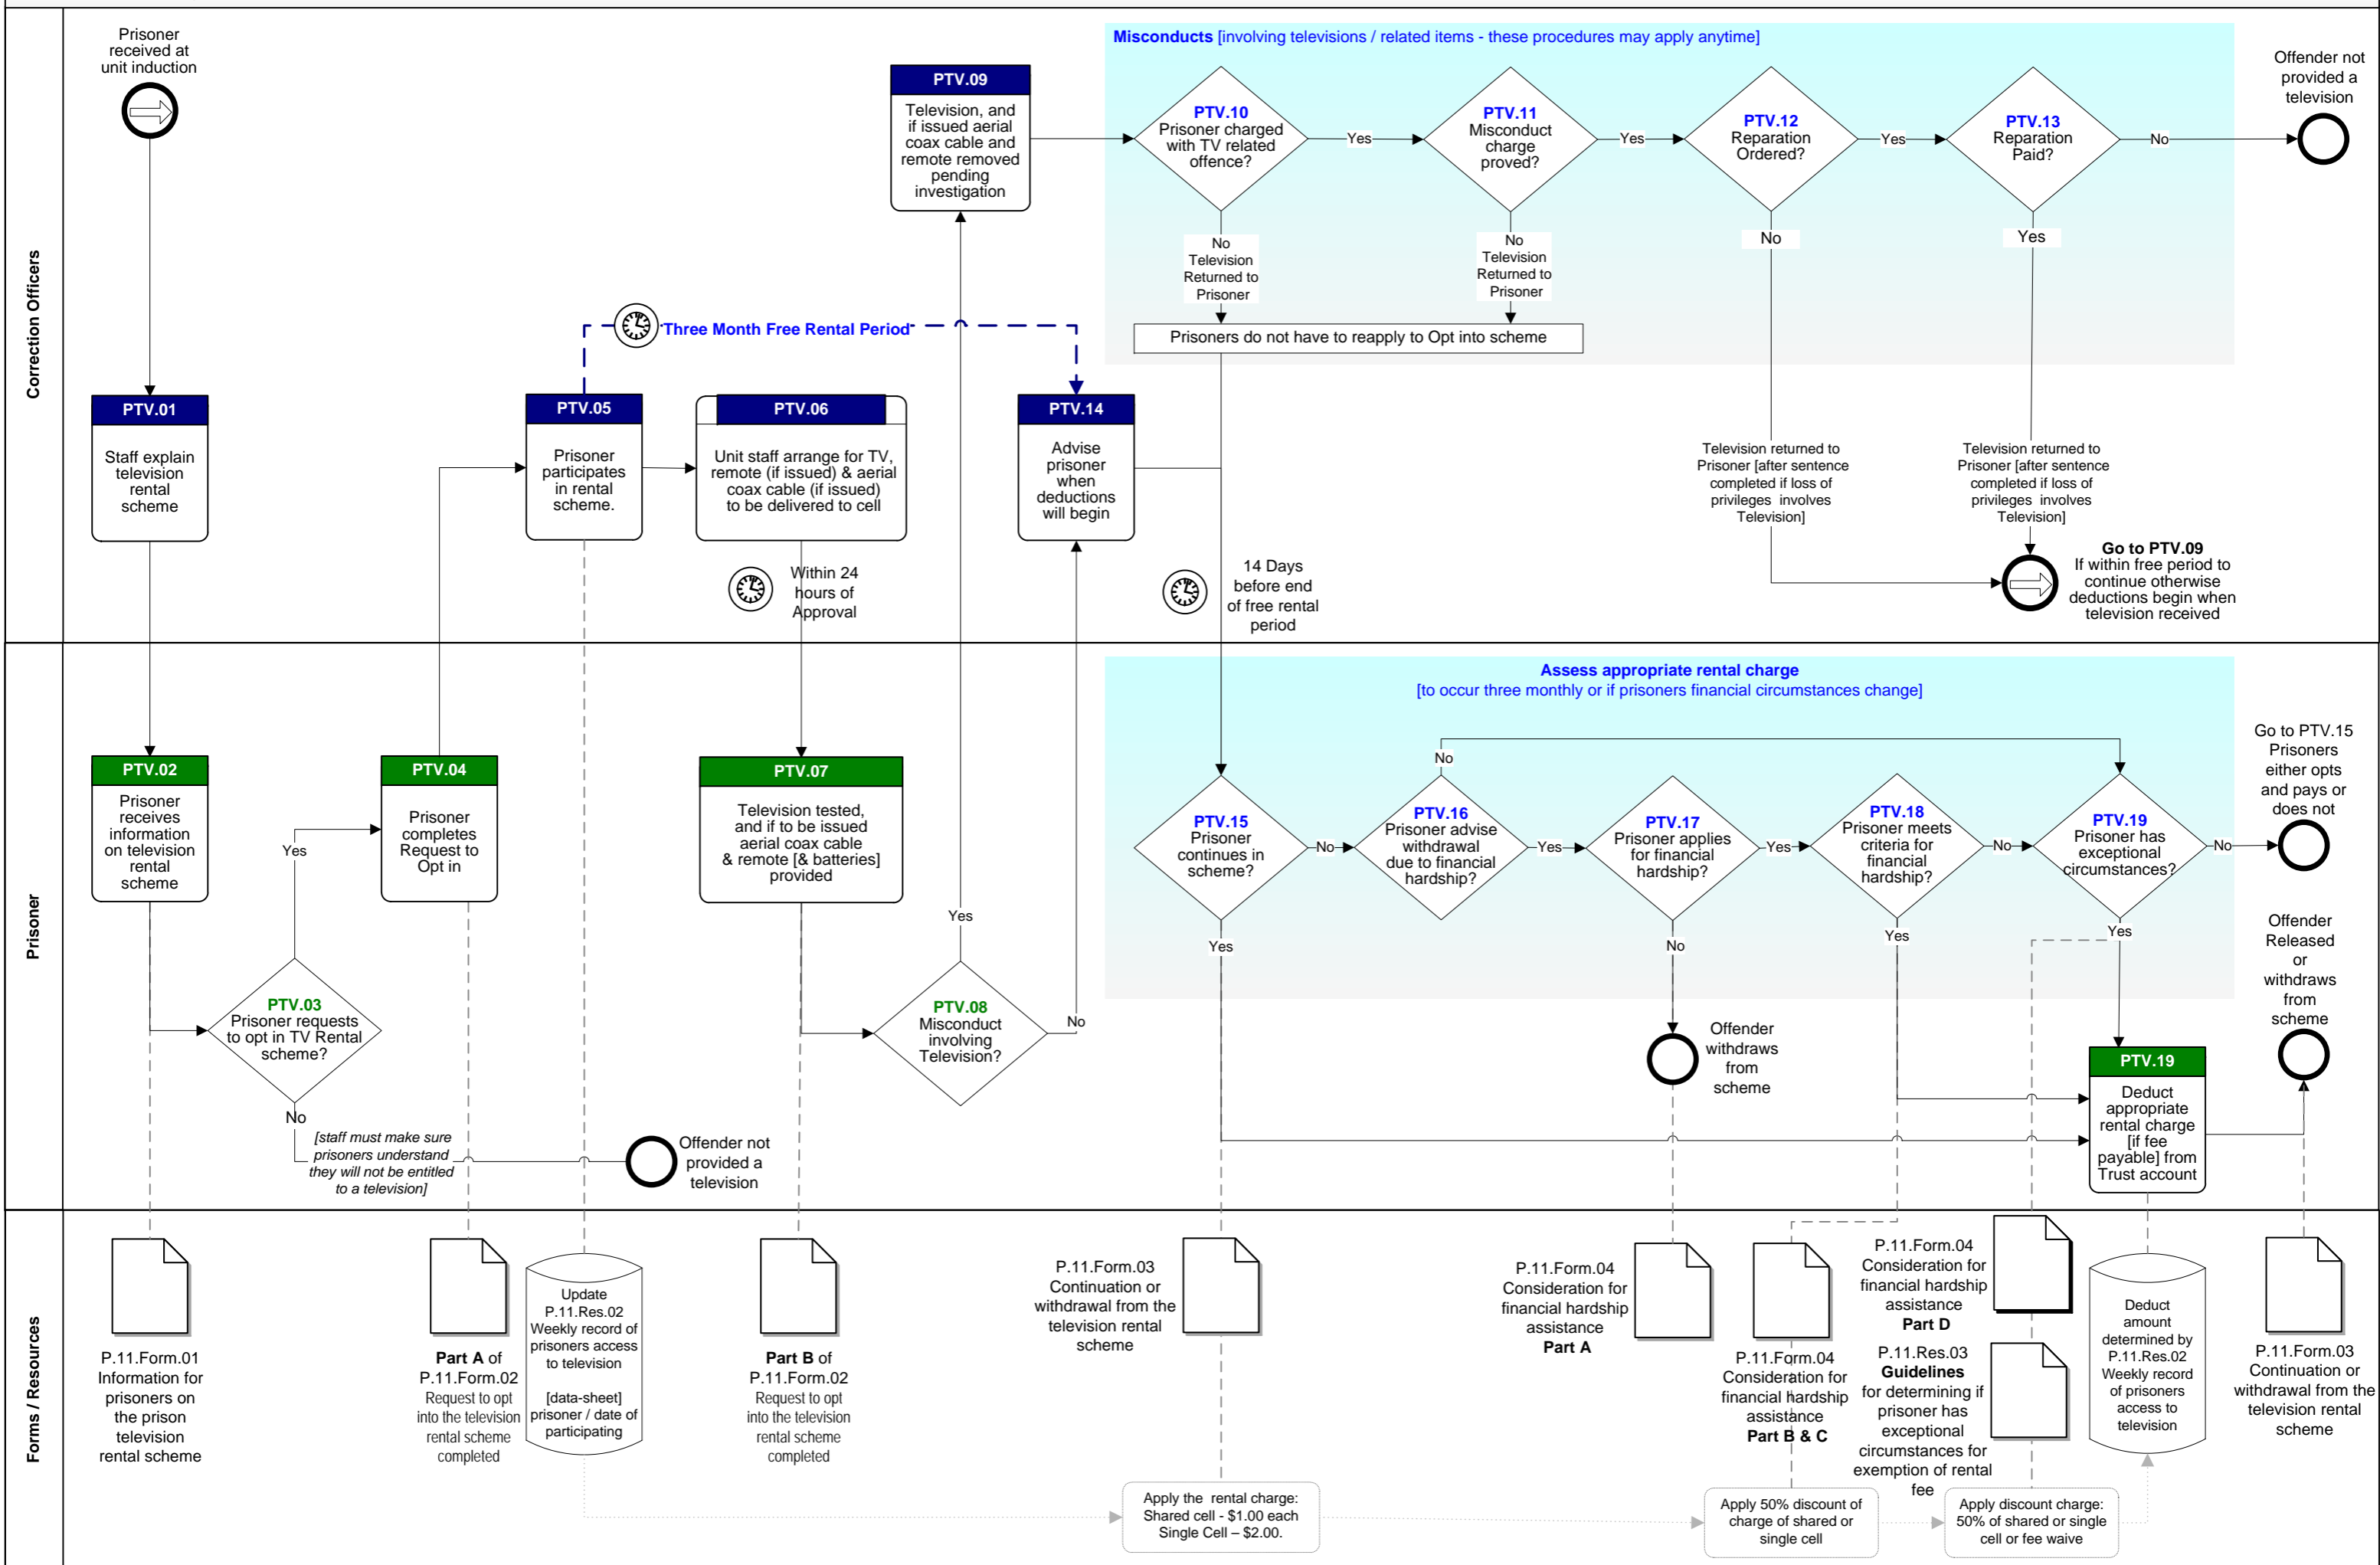 Correction Officers
Prisoner
received at
unit induction
PTV.01
Staff explain
television
rental
scheme
PTV.05
Prisoner
participates
in rental
scheme.
Three Month Free Rental Period
PTV.06
Unit staff arrange for TV,
remote (if issued) & aerial
coax cable (if issued)
to be delivered to cell
Within 24
hours of
Approval
PTV.09
Television, and
if issued aerial
coax cable and
remote removed
pending
investigation
PTV.14
Advise
prisoner
when
deductions
will begin
Misconducts [involving televisions / related items - these procedures may apply anytime]
PTV.10
Prisoner charged
with TV related
offence?
Yes
PTV.11
Misconduct
charge
proved?
Yes
PTV.12
Reparation
Ordered?
Yes
PTV.13
Reparation
Paid?
No
Offender not
provided a
television
No
Television
Returned to
Prisoner
No
Television
Returned to
Prisoner
No
Yes
Prisoners do not have to reapply to Opt into scheme
Television returned to
Prisoner [after sentence
completed if loss of
privileges involves
Television]
Television returned to
Prisoner [after sentence
completed if loss of
privileges involves
Television]
Go to PTV.09
If within free period to
continue otherwise
deductions begin when
television received
14 Days
before end
of free rental
period
Prisoner
PTV.02
Prisoner
receives
information
on television
rental
scheme
PTV.03
Prisoner requests
to opt in TV Rental
scheme?
Yes
No
[staff must make sure
prisoners understand
they will not be entitled
to a television]
Offender not
provided a
television
PTV.04
Prisoner
completes
Request to
Opt in
PTV.07
Television tested,
and if to be issued
aerial coax cable
& remote [& batteries]
provided
PTV.08
Misconduct
involving
Television?
Yes
No
Assess appropriate rental charge
[to occur three monthly or if prisoners financial circumstances change]
PTV.15
Prisoner
continues in
scheme?
No
Yes
PTV.16
Prisoner advise
withdrawal
due to financial
hardship?
No
Yes
PTV.17
Prisoner applies
for financial
hardship?
Yes
No
Offender
withdraws
from
scheme
PTV.18
Prisoner meets
criteria for
financial
hardship?
No
Yes
PTV.19
Prisoner has
exceptional
circumstances?
No
Yes
Go to PTV.15
Prisoners
either opts
and pays or
does not
Offender
Released
or
withdraws
from
scheme
PTV.19
Deduct
appropriate
rental charge
[if fee
payable] from
Trust account
Forms / Resources
P.11.Form.01
Information for
prisoners on
the prison
television
rental scheme
Part A of
P.11.Form.02
Request to opt
into the television
rental scheme
completed
Update
P.11.Res.02
Weekly record of
prisoners access
to television
[data-sheet]
prisoner / date of
participating
Part B of
P.11.Form.02
Request to opt
into the television
rental scheme
completed
P.11.Form.03
Continuation or
withdrawal from the
television rental
scheme
Apply the rental charge:
Shared cell - $1.00 each
Single Cell – $2.00.
P.11.Form.04
Consideration for
financial hardship
assistance
Part A
P.11.Form.04
Consideration for
financial hardship
assistance
Part B & C
Apply 50% discount of
charge of shared or
single cell
P.11.Form.04
Consideration for
financial hardship
assistance
Part D
P.11.Res.03
Guidelines
for determining if
prisoner has
exceptional
circumstances for
exemption of rental
fee
Apply discount charge:
50% of shared or single
cell or fee waive
Deduct
amount
determined by
P.11.Res.02
Weekly record
of prisoners
access to
television
P.11.Form.03
Continuation or
withdrawal from the
television rental
scheme